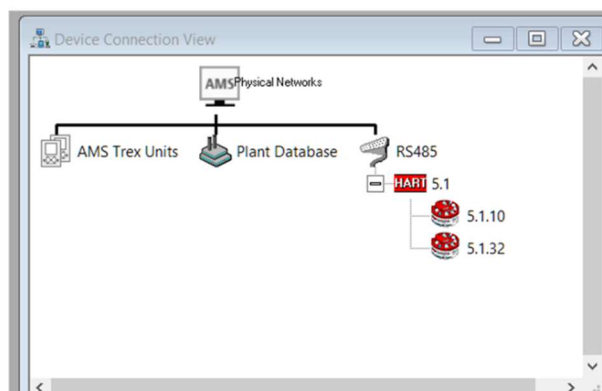 Device Connection View
AMS Physical Networks
AMS Trex Units
Plant Database
RS485
HART 5.1
5.1.10
5.1.32